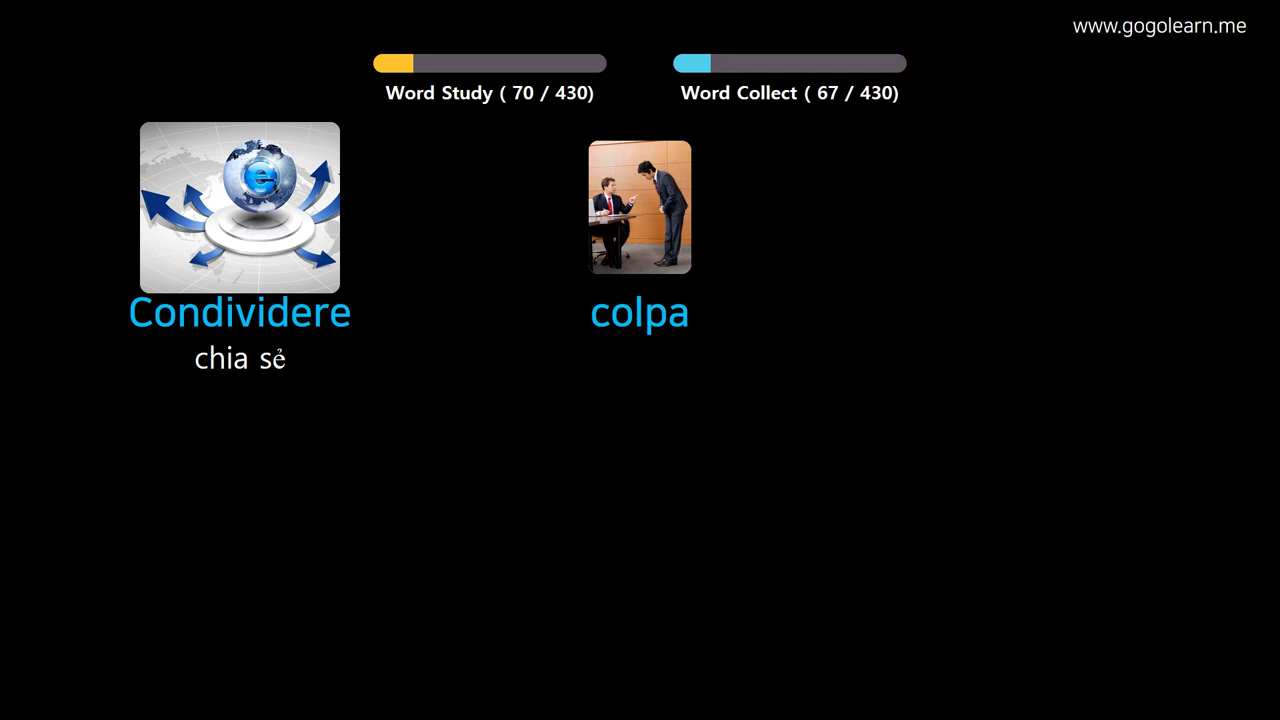 www.gogolearn.me
Word Study ( 70 / 430)
Word Collect ( 67 / 430)
e
Condividere
colpa
chia sẻ